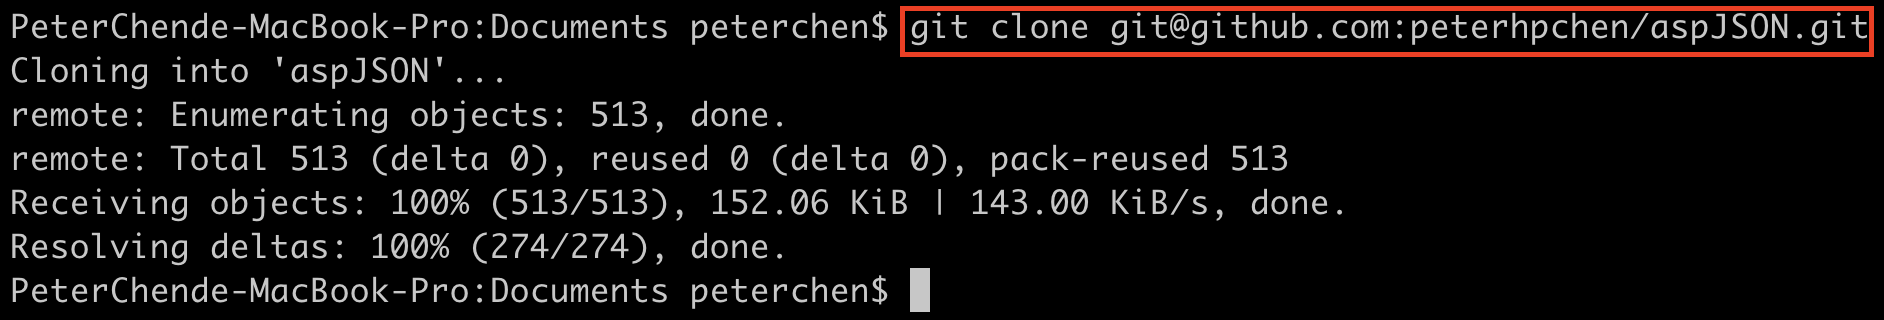 PeterChende-MacBook-Pro:Documents peterchen$ git clone git@github.com:peterhpchen/aspJSON.git
Cloning into 'aspJSON'...
remote: Enumerating objects: 513, done.
remote: Total 513 (delta 0), reused 0 (delta 0), pack-reused 513
Receiving objects: 100% (513/513), 152.06 KiB | 143.00 KiB/s, done.
Resolving deltas: 100% (274/274), done.
PeterChende-MacBook-Pro:Documents peterchen$